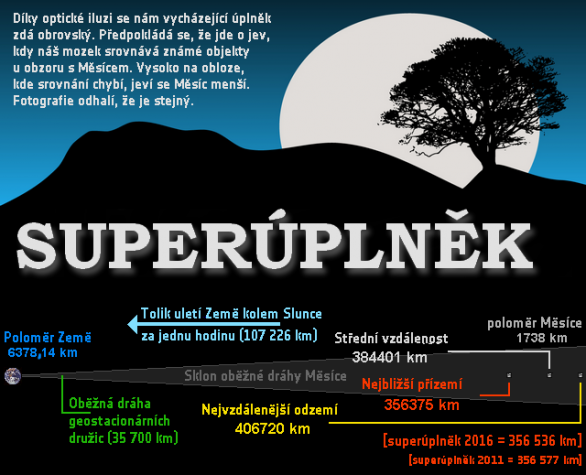 Díky optické iluzi se nám vycházející úplněk
zdá obrovský. Předpokládá se, že jde o jev,
kdy náš mozek srovnává známé objekty
u obzoru s Měsícem. Vysoko na obloze,
kde srovnání chybí, jeví se Měsíc menší.
Fotografie odhalí, že je stejný.
SUPERÚPLNĚK
Tolik uletí Země kolem Slunce
za jednu hodinu (107 226 km)
Poloměr Země
6378,14 km
Střední vzdálenost
384401 km
poloměr Měsíce
1738 km
Sklon oběžné dráhy Měsíce
Nejbližší přízemí
356375 km
Oběžná dráha
geostacionárních
družic (35 700 km)
Nejvzdálenější odzemí
406720 km
[superúplněk 2016 = 356 536 km]
[superúplněk 2011 = 356 577 km]